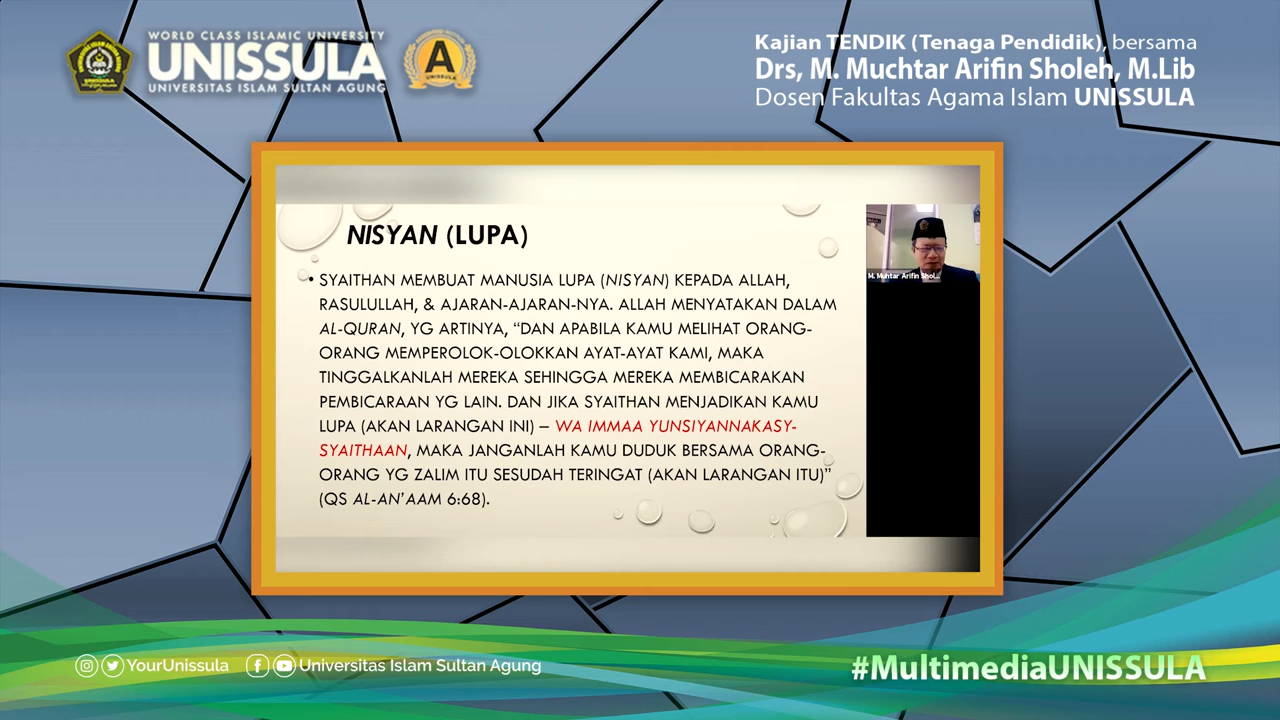 WORLD CLASS ISLAMIC UNIVERSITY
UNISSULA
UNIVERSITAS ISLAM SULTAN AGUNG
A
UNISSULA
Kajian TENDIK (Tenaga Pendidik), bersama
Drs, M. Muchtar Arifin Sholeh, M.Lib
Dosen Fakultas Agama Islam UNISSULA
NISYAN (LUPA)
• SYAITHAN MEMBUAT MANUSIA LUPA (NISYAN) KEPADA ALLAH,
RASULULLAH, & AJARAN-AJARAN-NYA. ALLAH MENYATAKAN DALAM
AL-QURAN, YG ARTINYA, “DAN APABILA KAMU MELIHAT ORANG-
ORANG MEMPEROLOK-OLOKKAN AYAT-AYAT KAMI, MAKA
TINGGALKANLAH MEREKA SEHINGGA MEREKA MEMBICARAKAN
PEMBICARAAN YG LAIN. DAN JIKA SYAITHAN MENJADIKAN KAMU
LUPA (AKAN LARANGAN INI) – WA IMMAA YUNSIYANNAKASY-
SYAITHAAN, MAKA JANGANLAH KAMU DUDUK BERSAMA ORANG-
ORANG YG ZALIM ITU SESUDAH TERINGAT (AKAN LARANGAN ITU)”
(QS AL-AN’AAM 6:68).
M. Muhtar Arifin Shol...
YourUnissula
Universitas Islam Sultan Agung
#MultimediaUNISSULA